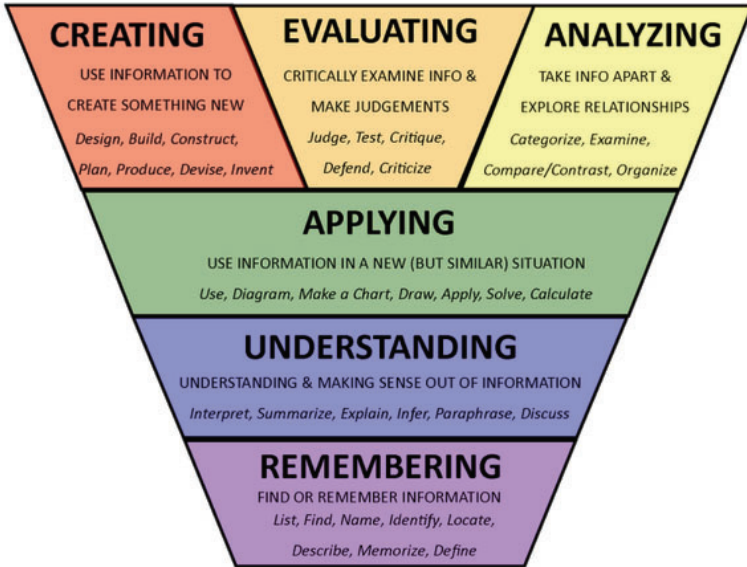 CREATING
USE INFORMATION TO
CREATE SOMETHING NEW
Design, Build, Construct,
Plan, Produce, Devise, Invent
EVALUATING
CRITICALLY EXAMINE INFO &
MAKE JUDGEMENTS
Judge, Test, Critique,
Defend, Criticize
ANALYZING
TAKE INFO APART &
EXPLORE RELATIONSHIPS
Categorize, Examine,
Compare/Contrast, Organize
APPLYING
USE INFORMATION IN A NEW (BUT SIMILAR) SITUATION
Use, Diagram, Make a Chart, Draw, Apply, Solve, Calculate
UNDERSTANDING
UNDERSTANDING & MAKING SENSE OUT OF INFORMATION
Interpret, Summarize, Explain, Infer, Paraphrase, Discuss
REMEMBERING
FIND OR REMEMBER INFORMATION
List, Find, Name, Identify, Locate,
Describe, Memorize, Define